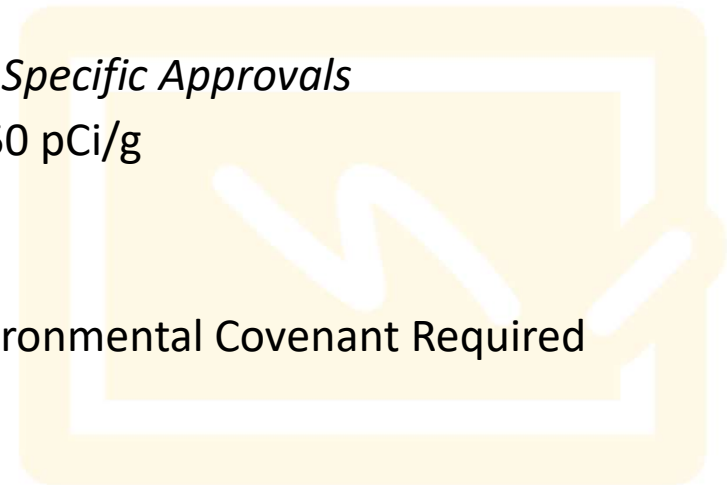 Specific Approvals
0 pCi/g
ronmental Covenant Required